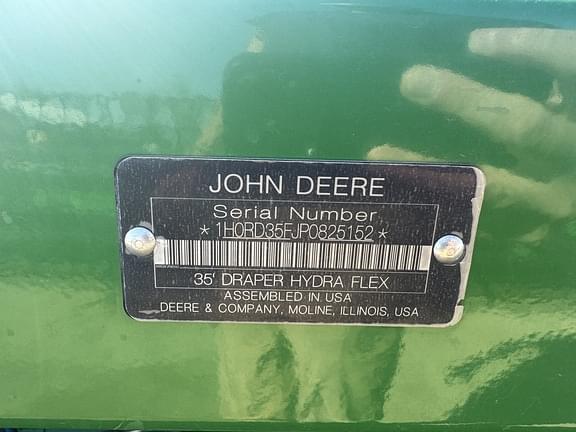 JOHN DEERE
Serial Number
*1H0RD35FJP0825152*
35' DRAPER HYDRA FLEX
ASSEMBLED IN USA
DEERE & COMPANY, MOLINE, ILLINOIS, USA